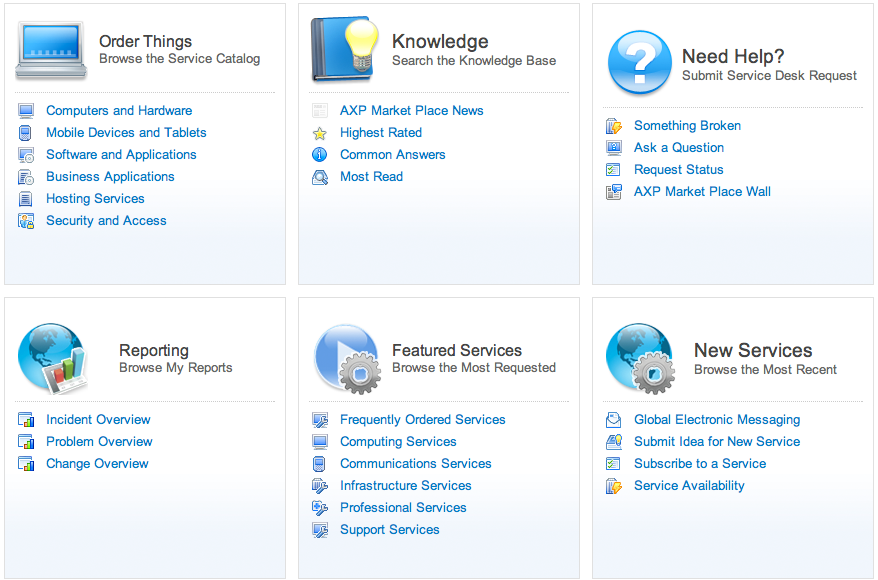 Order Things
Browse the Service Catalog
Computers and Hardware
Mobile Devices and Tablets
Software and Applications
Business Applications
Hosting Services
Security and Access
Knowledge
Search the Knowledge Base
AXP Market Place News
Highest Rated
Common Answers
Most Read
Need Help?
Submit Service Desk Request
Something Broken
Ask a Question
Request Status
AXP Market Place Wall
Reporting
Browse My Reports
Incident Overview
Problem Overview
Change Overview
Featured Services
Browse the Most Requested
Frequently Ordered Services
Computing Services
Communications Services
Infrastructure Services
Professional Services
Support Services
New Services
Browse the Most Recent
Global Electronic Messaging
Submit Idea for New Service
Subscribe to a Service
Service Availability